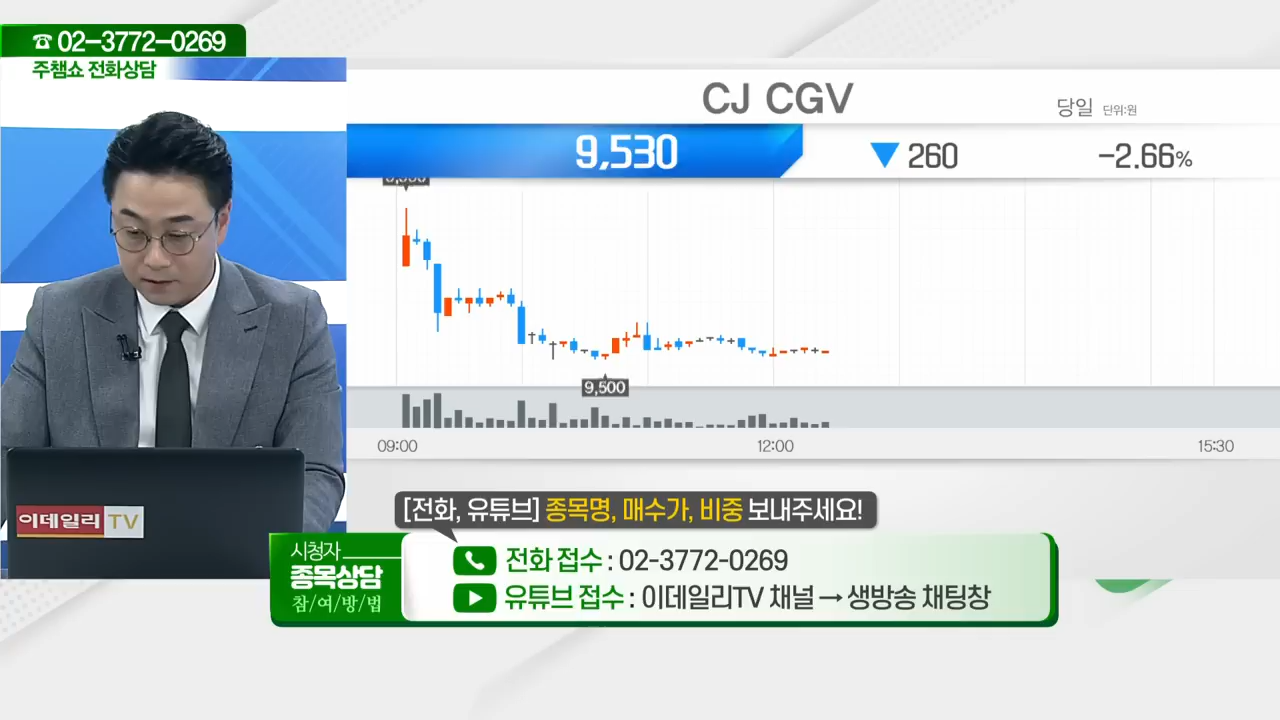 ☎ 02-3772-0269
주챔쇼 전화상담
CJ CGV
당일 단위:원
9,530 ▼ 260 -2.66%
9,500
09:00 12:00 15:30
이데일리 TV
[전화, 유튜브] 종목명, 매수가, 비중 보내주세요!
시청자
종목상담
참/여/방/법
전화 접수 : 02-3772-0269
유튜브 접수 : 이데일리TV 채널 → 생방송 채팅창